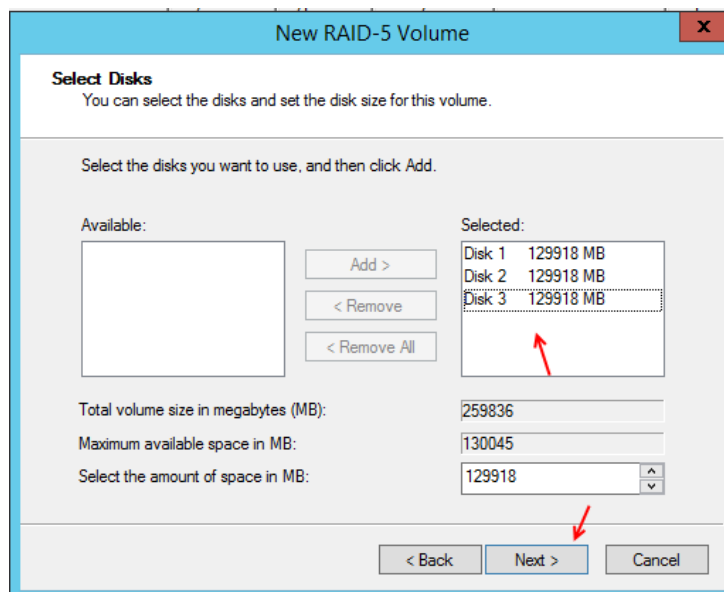 New RAID-5 Volume
x
Select Disks
You can select the disks and set the disk size for this volume.
Select the disks you want to use, and then click Add.
Available:
Selected:
Add >
< Remove
< Remove All
Disk 1 129918 MB
Disk 2 129918 MB
Disk 3 129918 MB
Total volume size in megabytes (MB): 259836
Maximum available space in MB: 130045
Select the amount of space in MB: 129918
< Back Next > Cancel